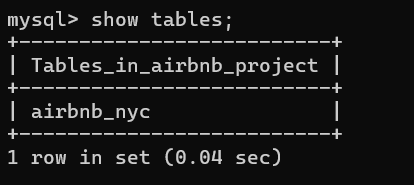 mysql> show tables;
+--------------------------+
| Tables_in_airbnb_project |
+--------------------------+
| airbnb_nyc               |
+--------------------------+
1 row in set (0.04 sec)